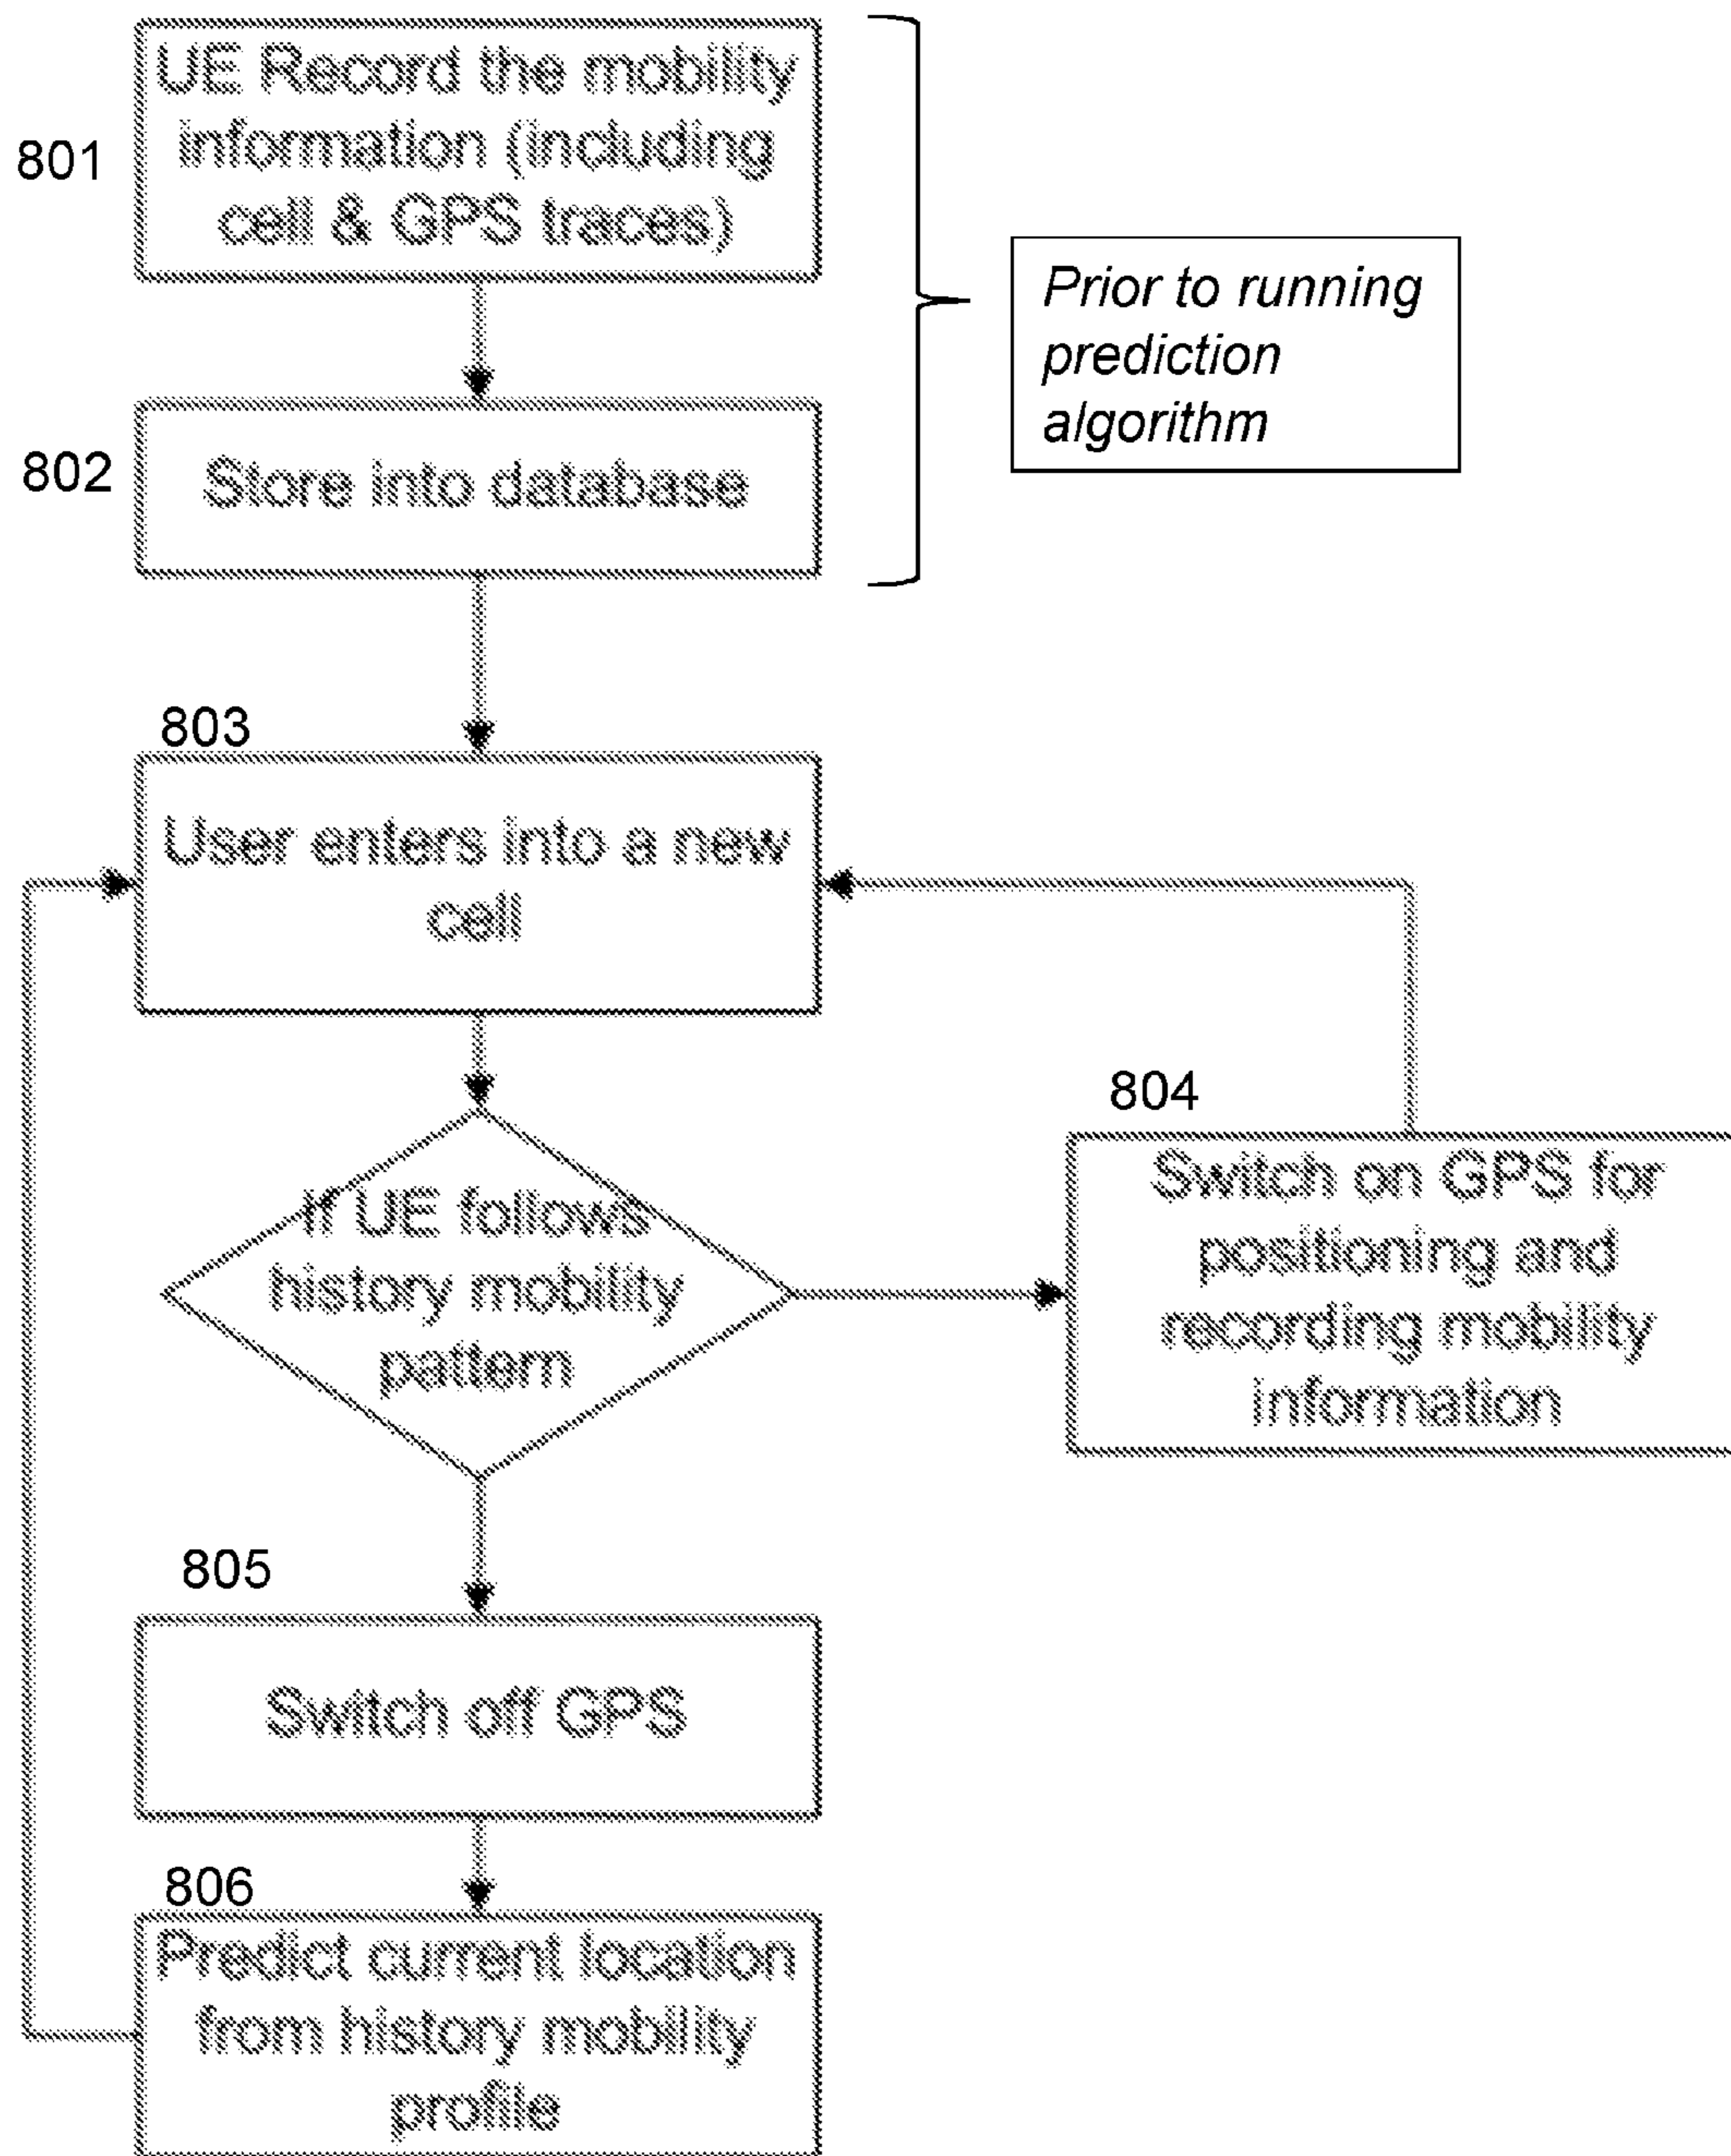 801
UE Record the mobility
information (including
cell & GPS traces)
Prior to running
prediction
algorithm
802
Store into database
803
User enters into a new
cell
If UE follows
history mobility
pattern
804
Switch on GPS for
positioning and
recording mobility
information
805
Switch off GPS
806
Predict current location
from history mobility
profile